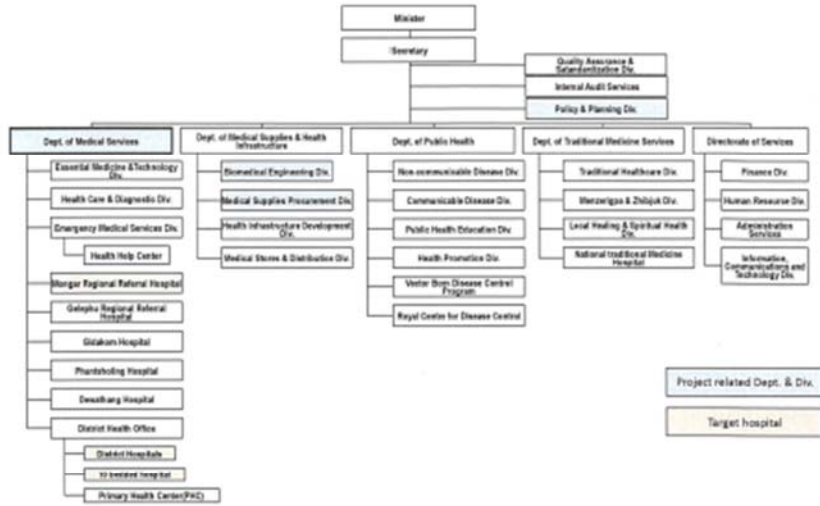 Minister
Secretary
Quality Assurance &
Satandardization Div.
Internal Audit Services
Policy & Planning Div.
Dept. of Medical Services
Dept. of Medical Supplies & Health
Infrastructure
Dept. of Public Health
Dept. of Traditional Medicine Services
Directorate of Services
Essential Medicine &Technology
Div.
Health Care & Diagnostic Div.
Emergency Medical Services Div.
Health Help Center
Mongar Regional Referral Hospital
Gelephu Regional Referral
Hospital
Gidakom Hospital
Phuntsholing Hospital
Dewathang Hospital
District Health Office
District Hospitals
10 bedded hospital
Primary Health Center(PHC)
Biomedical Engineering Div.
Medical Supplies Procurement Div.
Health Infrastructure Development
Div.
Medical Stores & Distribution Div.
Non-communicable Disease Div.
Communicable Disease Div.
Public Health Education Div.
Health Promotion Div.
Vector Born Disease Control
Program
Royal Center for Disease Control
Traditional Healthcare Div.
Menzerigpa & Zhibjuk Div.
Local Healing & Spiritual Health
Div.
National traditional Medicine
Hospital
Finance Div.
Human Resourse Div.
Administration
Services
Information,
Communications and
Technology Div.
Project related Dept. & Div.
Target hospital